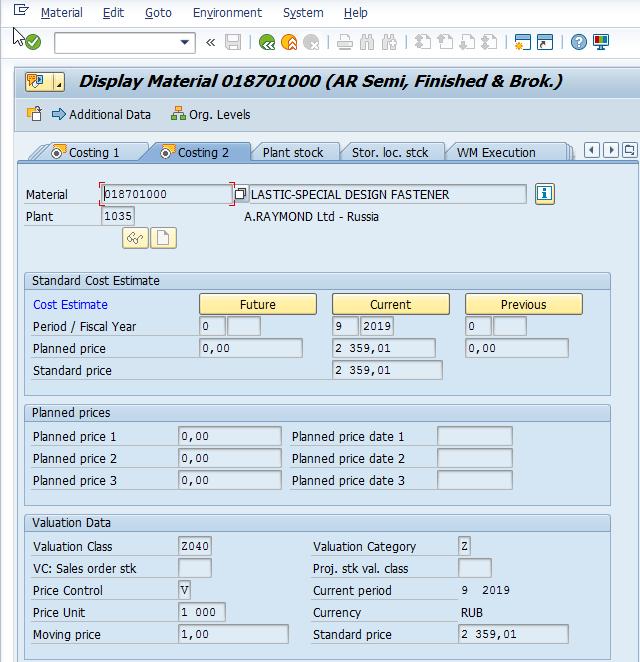 Material Edit Goto Environment System Help
Display Material 018701000 (AR Semi, Finished & Brok.)
Additional Data Org. Levels
Costing 1 Costing 2 Plant stock Stor. loc. stck WM Execution
Material 018701000 LASTIC-SPECIAL DESIGN FASTENER
Plant 1035 A.RAYMOND Ltd - Russia
Standard Cost Estimate
Cost Estimate Future Current Previous
Period / Fiscal Year 0 9 2019 0
Planned price 0,00 2 359,01 0,00
Standard price 2 359,01
Planned prices
Planned price 1 0,00 Planned price date 1
Planned price 2 0,00 Planned price date 2
Planned price 3 0,00 Planned price date 3
Valuation Data
Valuation Class Z040 Valuation Category Z
VC: Sales order stk Proj. stk val. class
Price Control V Current period 9 2019
Price Unit 1 000 Currency RUB
Moving price 1,00 Standard price 2 359,01